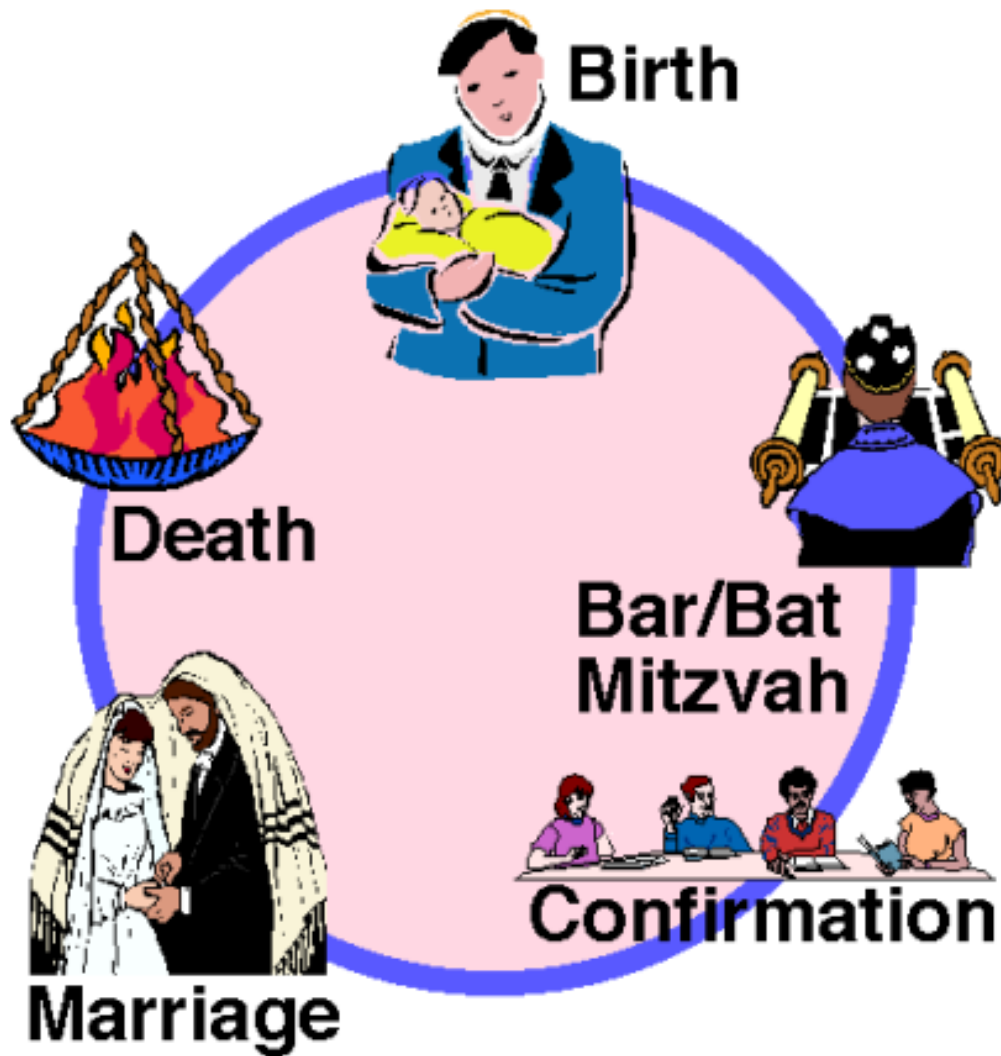 Birth
Bar/Bat
Mitzvah
Confirmation
Marriage
Death